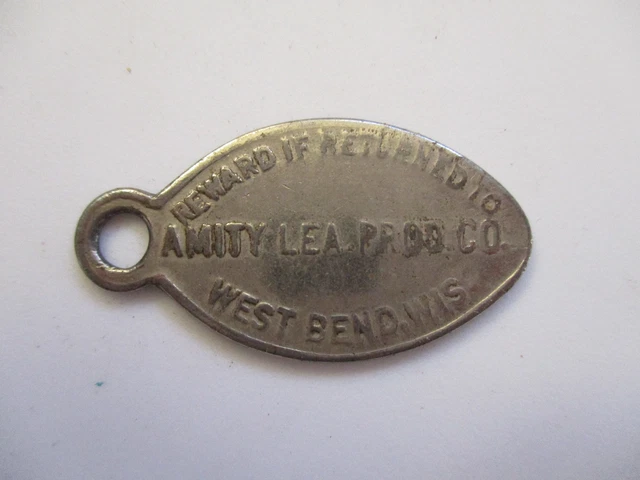 REWARD IF RETURNED TO
AMITY LEA. PROD. CO.
WEST BEND, WIS.